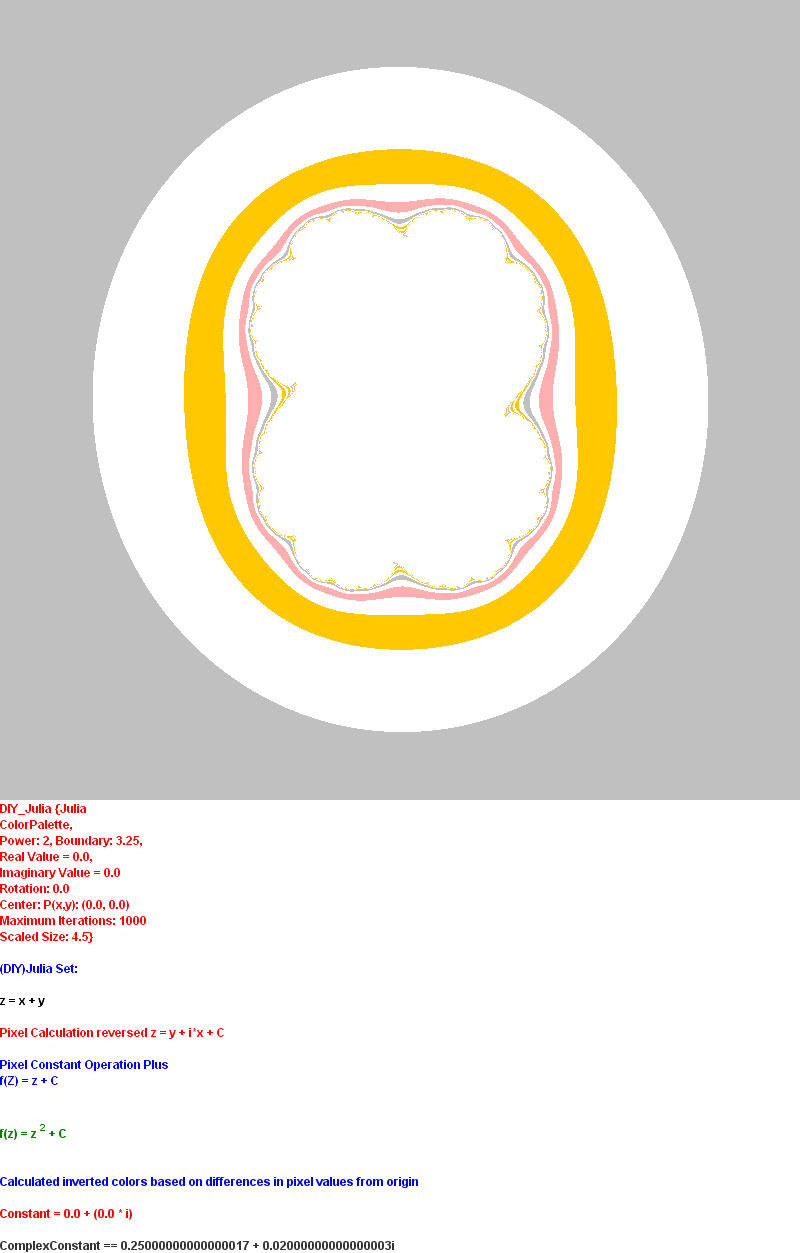 DIY_Julia {Julia
ColorPalette,
Power: 2, Boundary: 3.25,
Real Value = 0.0,
Imaginary Value = 0.0
Rotation: 0.0
Center: P(x,y): (0.0, 0.0)
Maximum Iterations: 1000
Scaled Size: 4.5}
(DIY)Julia Set:
z = x + y
Pixel Calculation reversed z = y + i*x + C
Pixel Constant Operation Plus
f(Z) = z + C
f(z) = z ² + C
Calculated inverted colors based on differences in pixel values from origin
Constant = 0.0 + (0.0 * i)
ComplexConstant == 0.25000000000000017 + 0.02000000000000003i